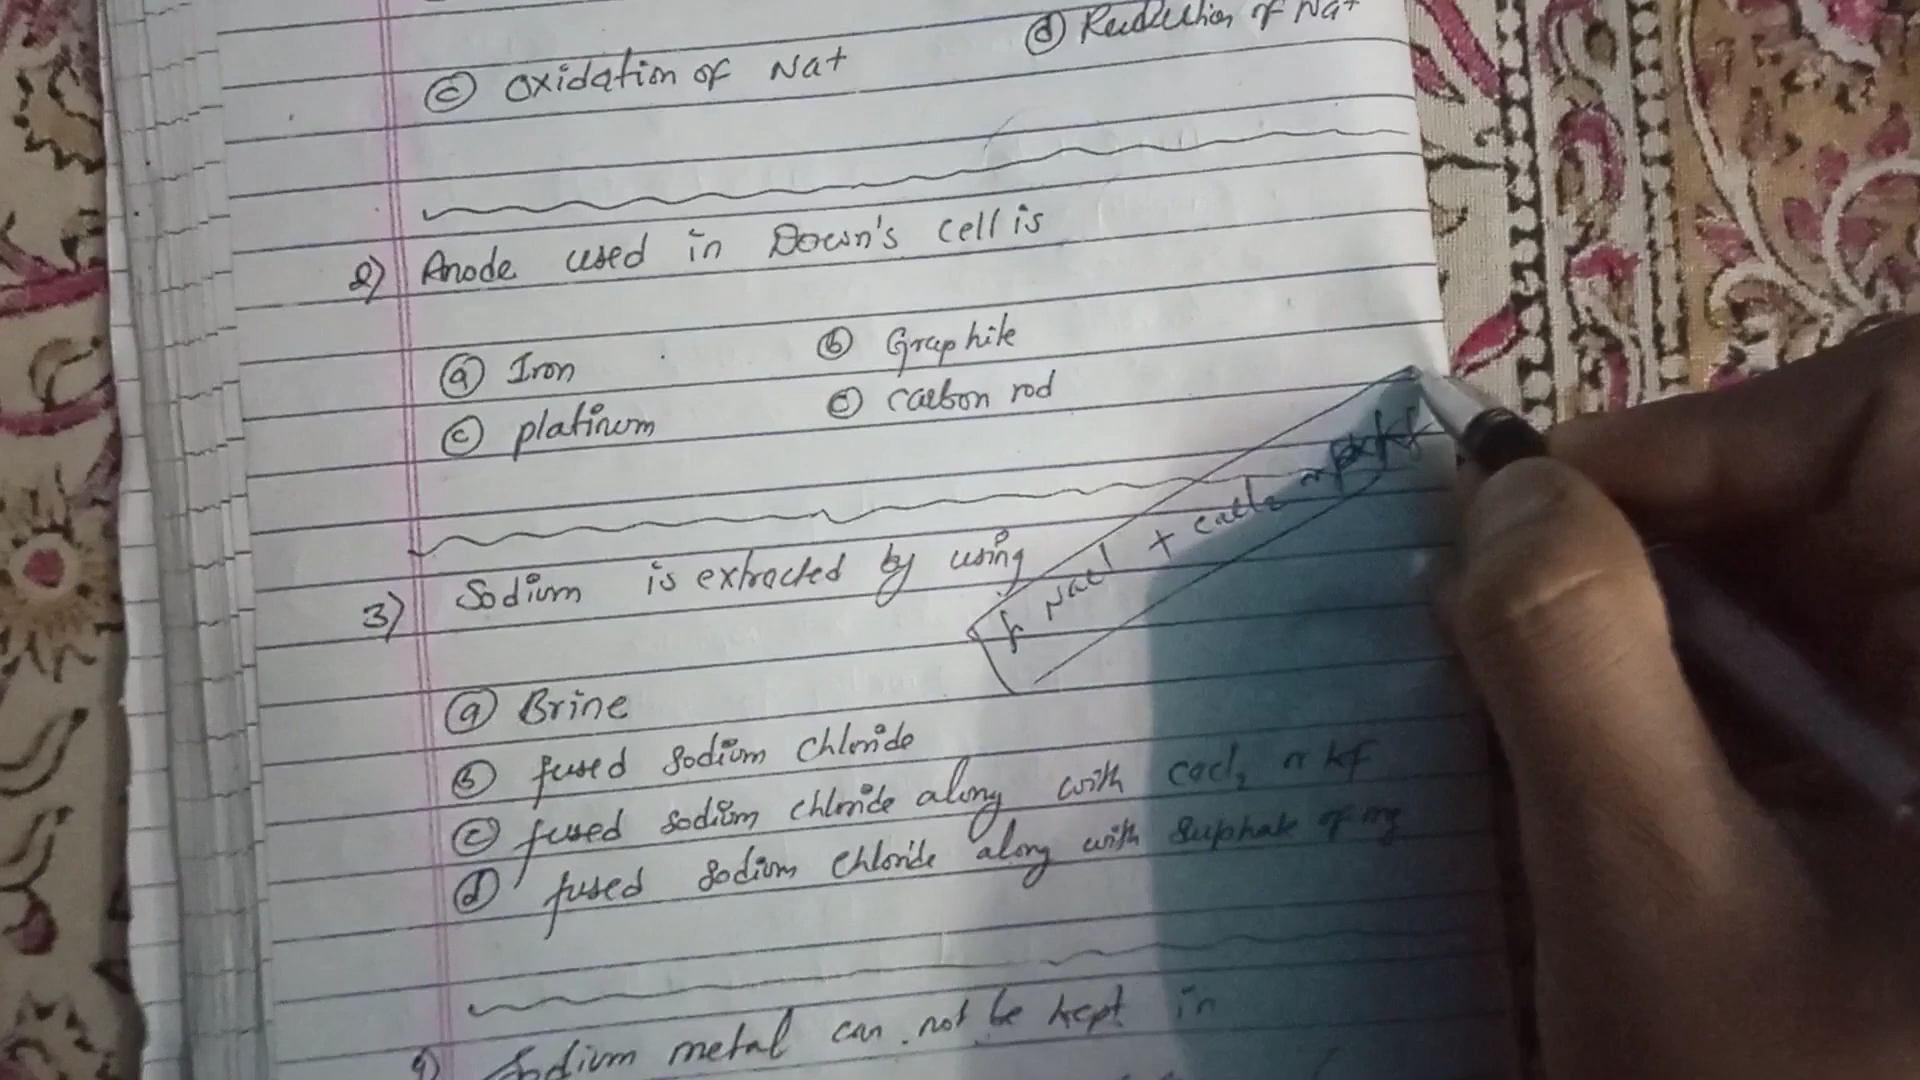 (d) Reduction of Na+
(c) Oxidation of Na+
2) Anode used in Down's cell is
(a) Iron (b) Graphite
(c) platinum (d) carbon rod
3) Sodium is extracted by using
NaCl + CaCl2
(a) Brine
(b) fused Sodium Chloride
(c) fused sodium chloride along with CaCl2 or KF
(d) fused Sodium Chloride along with Suphate of mg
4) Sodium metal can not be kept in